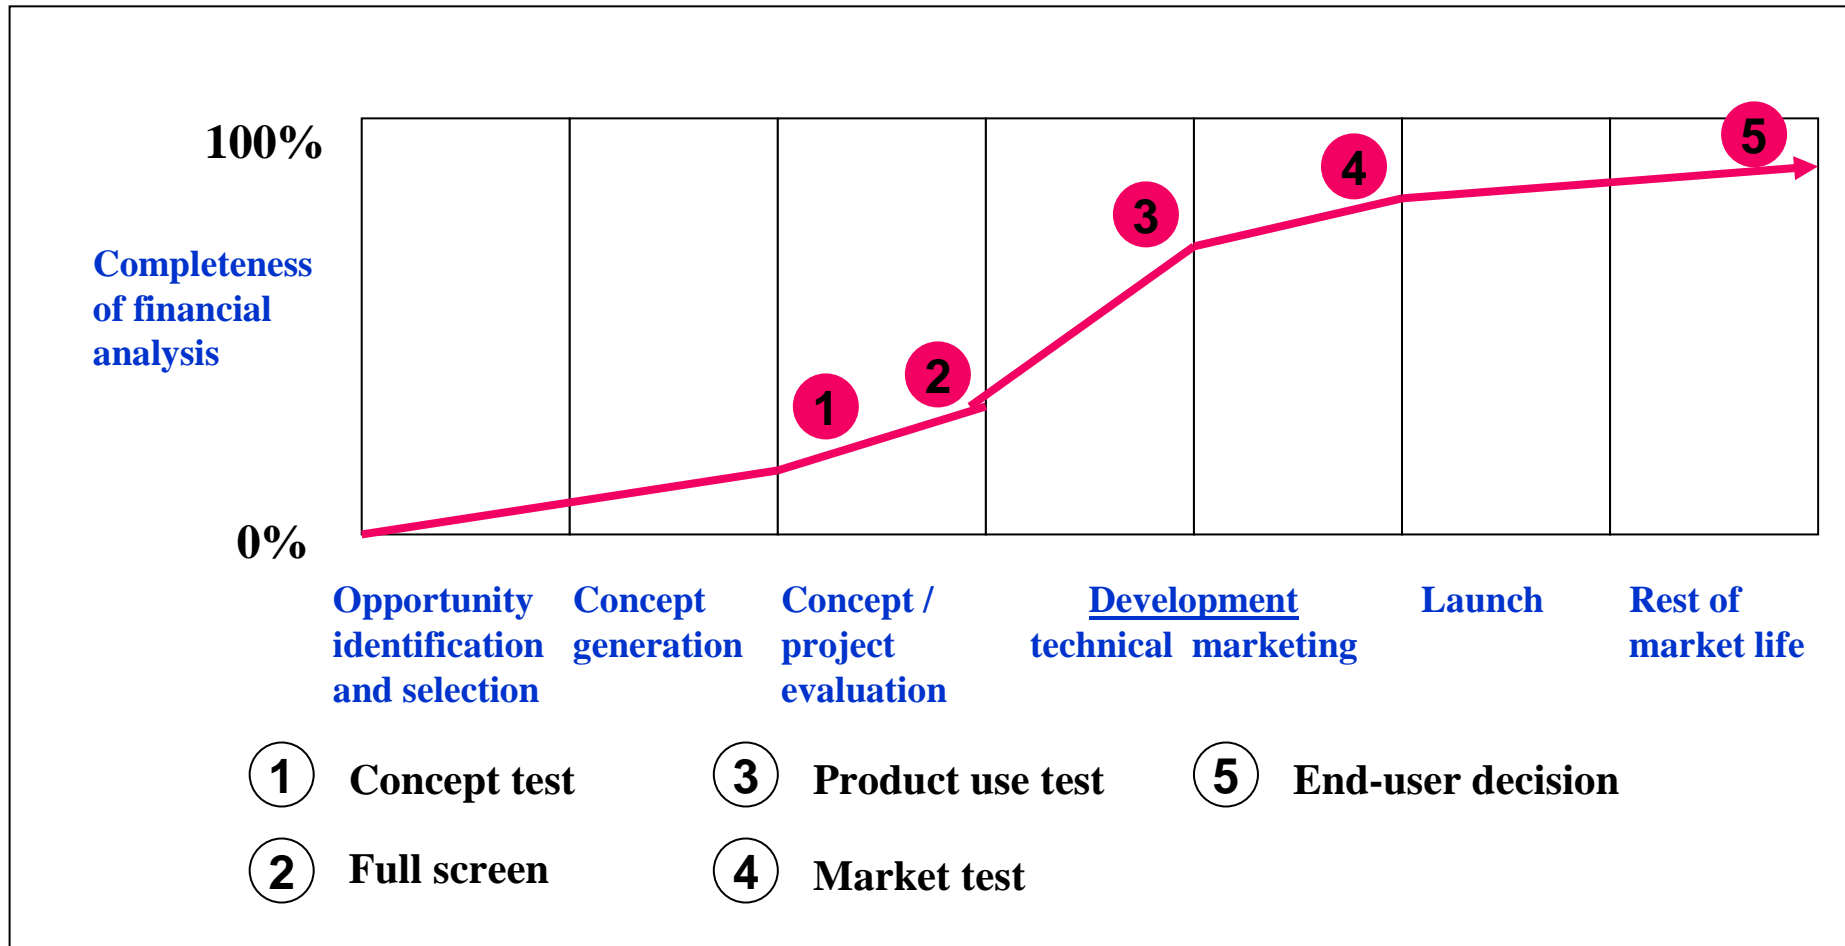 100%
Completeness
of financial
analysis
0%
1
2
3
4
5
Opportunity
identification
and selection
Concept
generation
Concept /
project
evaluation
Development
technical marketing
Launch
Rest of
market life
1 Concept test
2 Full screen
3 Product use test
4 Market test
5 End-user decision